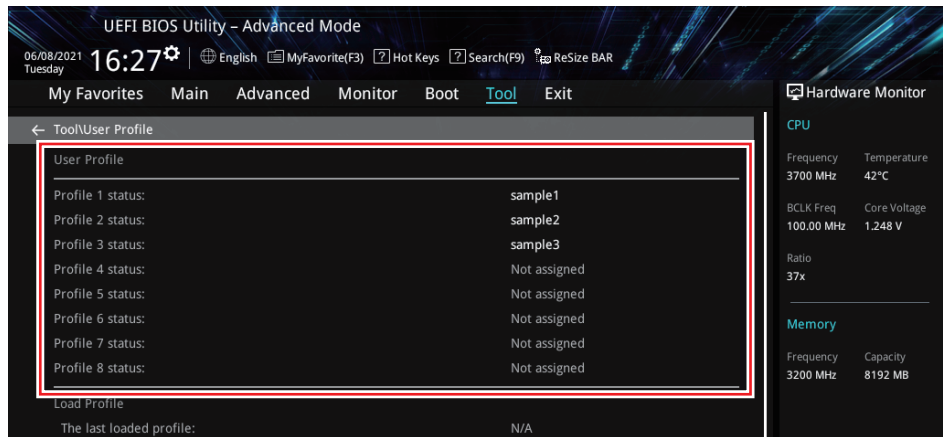 UEFI BIOS Utility – Advanced Mode
06/08/2021
Tuesday
16:27
English MyFavorite(F3) ? Hot Keys ? Search(F9) ReSize BAR
My Favorites Main Advanced Monitor Boot Tool Exit
Hardware Monitor
← Tool\User Profile
User Profile
Profile 1 status: sample1
Profile 2 status: sample2
Profile 3 status: sample3
Profile 4 status: Not assigned
Profile 5 status: Not assigned
Profile 6 status: Not assigned
Profile 7 status: Not assigned
Profile 8 status: Not assigned
Load Profile
The last loaded profile: N/A
CPU
Frequency Temperature
3700 MHz 42°C
BCLK Freq Core Voltage
100.00 MHz 1.248 V
Ratio
37x
Memory
Frequency Capacity
3200 MHz 8192 MB